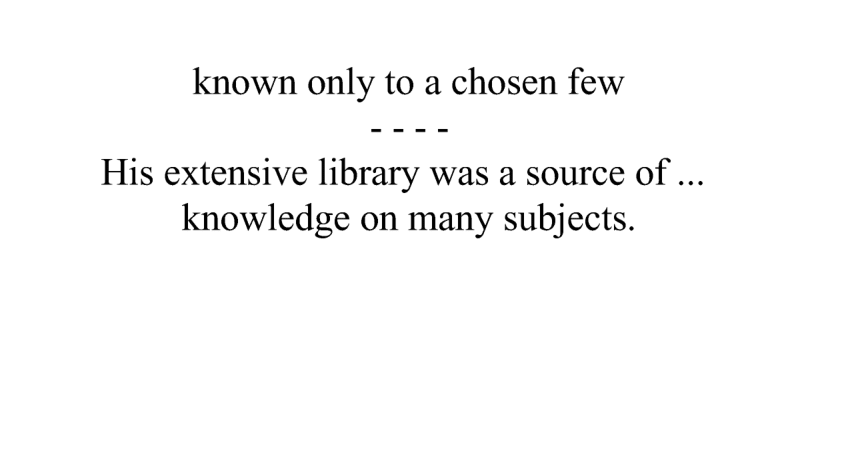 known only to a chosen few
- - - -
His extensive library was a source of ...
knowledge on many subjects.